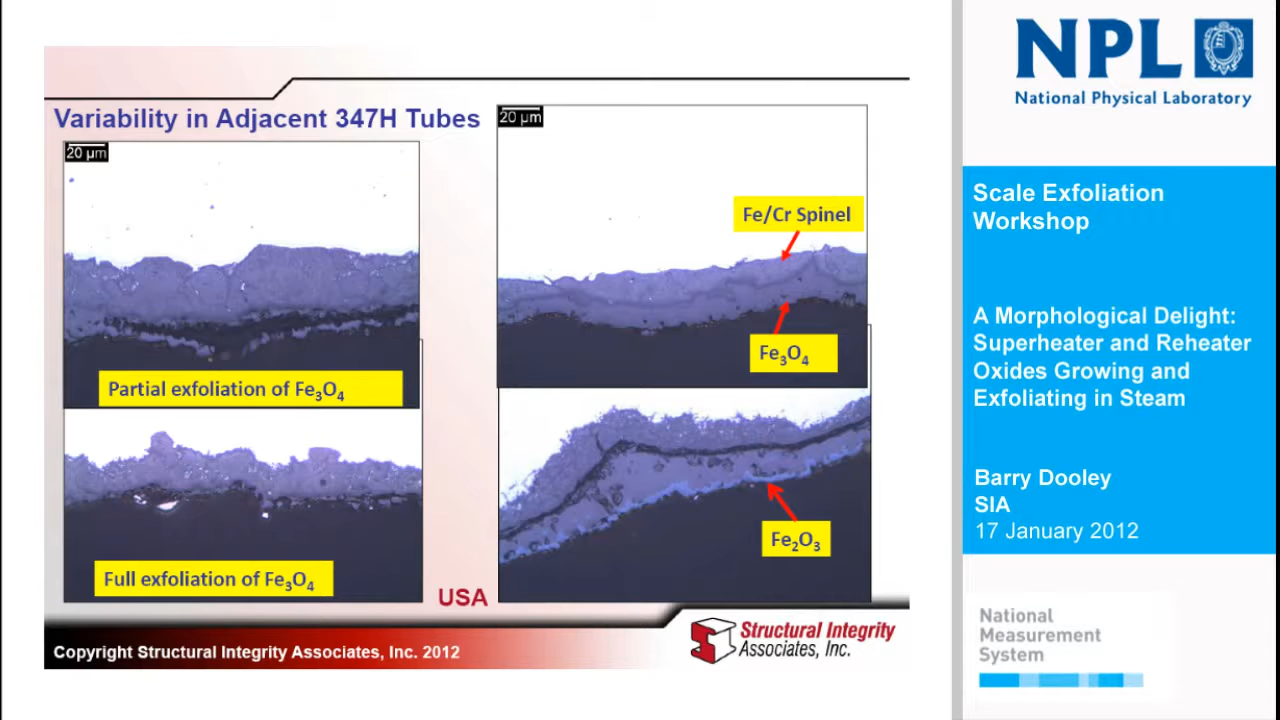 Variability in Adjacent 347H Tubes
20 µm
20 µm
Fe/Cr Spinel
Fe₃O₄
Partial exfoliation of Fe₃O₄
Full exfoliation of Fe₃O₄
Fe₂O₃
USA
Copyright Structural Integrity Associates, Inc. 2012
Structural Integrity
Associates, Inc.
NPL
National Physical Laboratory
Scale Exfoliation
Workshop
A Morphological Delight:
Superheater and Reheater
Oxides Growing and
Exfoliating in Steam
Barry Dooley
SIA
17 January 2012
National
Measurement
System